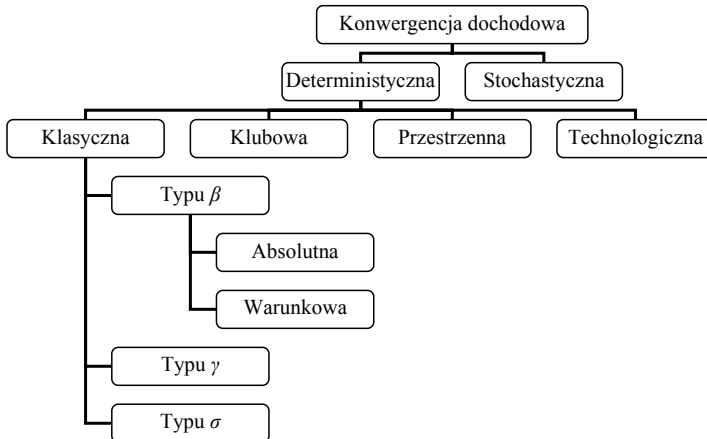 Konwergencja dochodowa
Deterministyczna
Stochastyczna
Klasyczna
Klubowa
Przestrzenna
Technologiczna
Typu β
Absolutna
Warunkowa
Typu γ
Typu σ